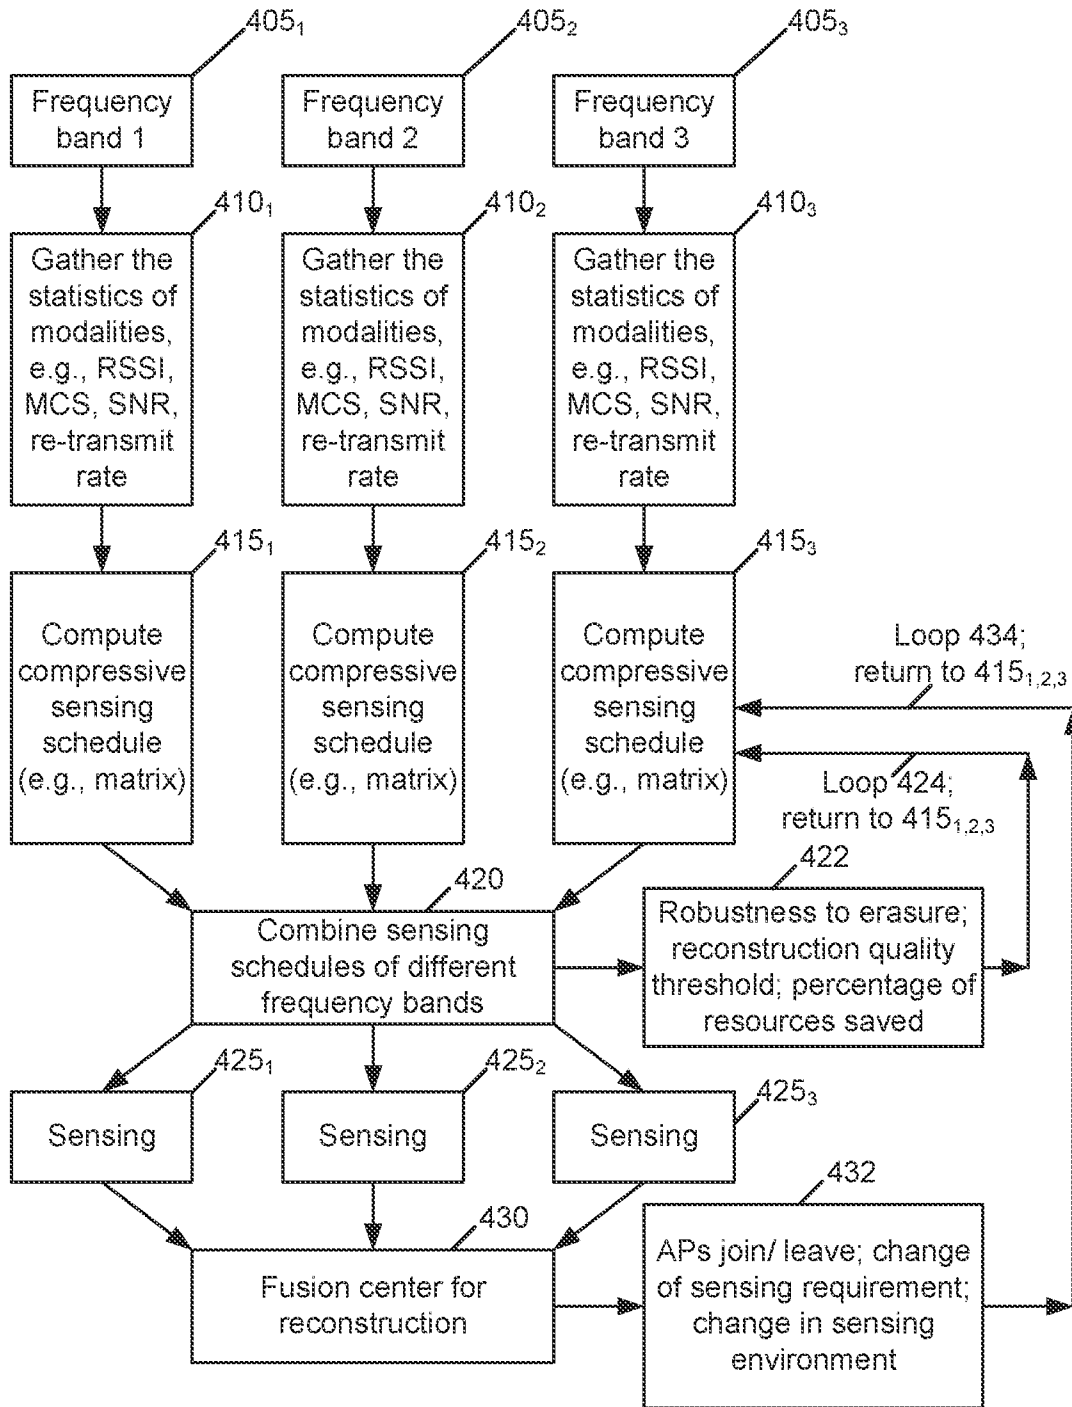 405₁
405₂
405₃
Frequency
band 1
Frequency
band 2
Frequency
band 3
410₁
410₂
410₃
Gather the
statistics of
modalities,
e.g., RSSI,
MCS, SNR,
re-transmit
rate
Gather the
statistics of
modalities,
e.g., RSSI,
MCS, SNR,
re-transmit
rate
Gather the
statistics of
modalities,
e.g., RSSI,
MCS, SNR,
re-transmit
rate
415₁
415₂
415₃
Compute
compressive
sensing
schedule
(e.g., matrix)
Compute
compressive
sensing
schedule
(e.g., matrix)
Compute
compressive
sensing
schedule
(e.g., matrix)
Loop 434;
return to 415₁,₂,₃
Loop 424;
return to 415₁,₂,₃
420
Combine sensing
schedules of different
frequency bands
422
Robustness to erasure;
reconstruction quality
threshold; percentage of
resources saved
425₁
425₂
425₃
Sensing
Sensing
Sensing
430
Fusion center for
reconstruction
432
APs join/ leave; change
of sensing requirement;
change in sensing
environment